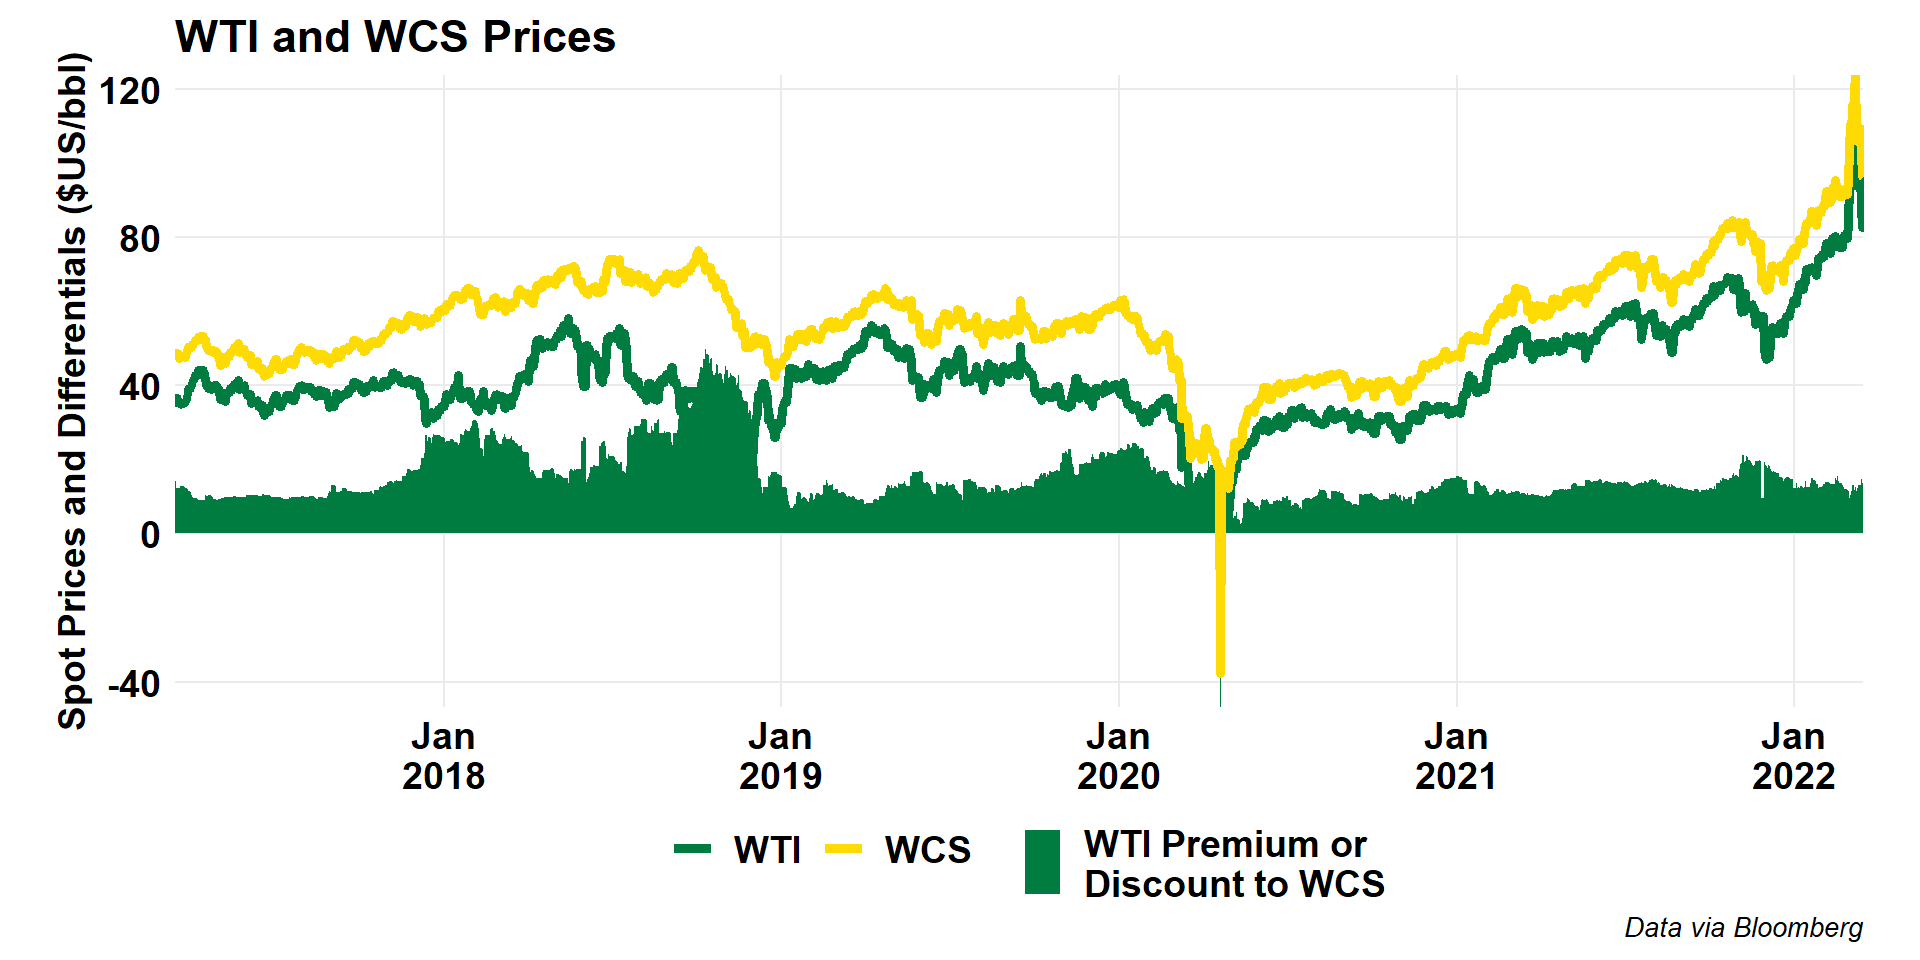 WTI and WCS Prices
Spot Prices and Differentials ($US/bbl)
120
80
40
0
-40
Jan
2018
Jan
2019
Jan
2020
Jan
2021
Jan
2022
WTI
WCS
WTI Premium or
Discount to WCS
Data via Bloomberg